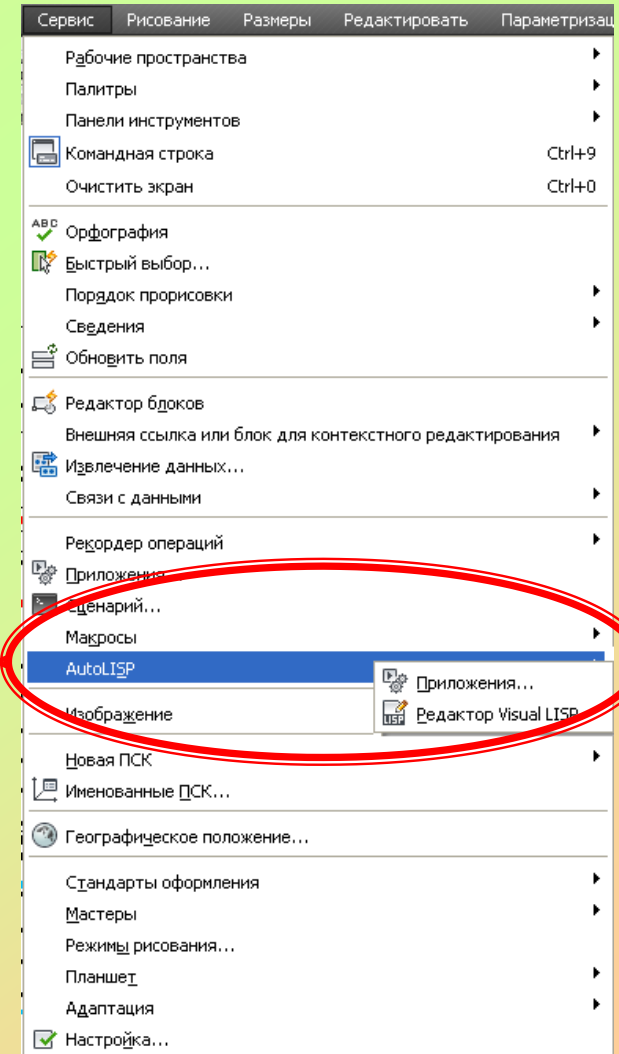 Сервис Рисование Размеры Редактировать Параметризац
Рабочие пространства
Палитры
Панели инструментов
Командная строка Ctrl+9
Очистить экран Ctrl+0
ABC Орфография
Быстрый выбор...
Порядок прорисовки
Сведения
Обновить поля
Редактор блоков
Внешняя ссылка или блок для контекстного редактирования
Извлечение данных...
Связи с данными
Рекордер операций
Приложения...
Сценарий...
Макросы
AutoLISP
Приложения...
Изображение
LISP Редактор Visual LISP
Новая ПСК
Именованные ПСК...
Географическое положение...
Стандарты оформления
Мастеры
Режимы рисования...
Планшет
Адаптация
Настройка...